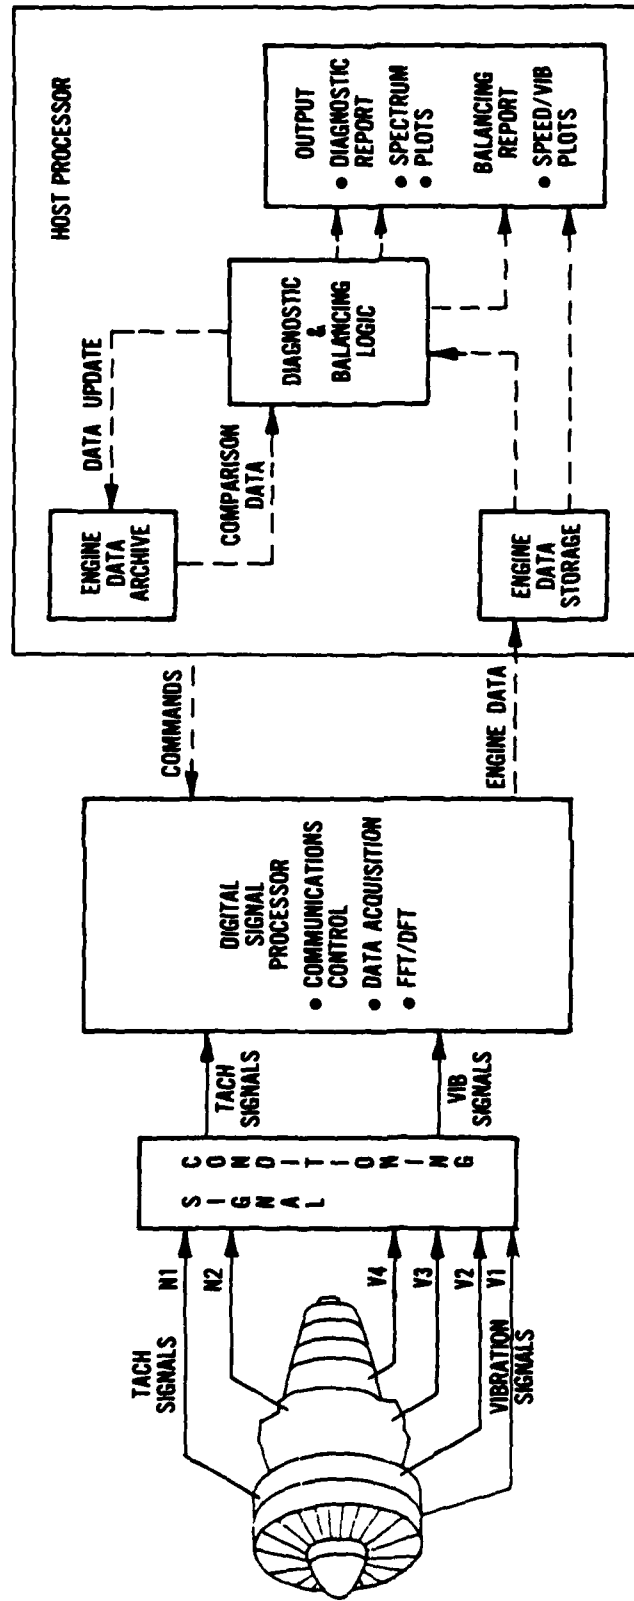 TACH
SIGNALS
N1
N2
V4
V3
V2
V1
VIBRATION
SIGNALS
SIGNAL
CONDITIONING
TACH
SIGNALS
VIB
SIGNALS
DIGITAL
SIGNAL
PROCESSOR
● COMMUNICATIONS
CONTROL
● DATA ACQUISITION
● FFT/DFT
COMMANDS
ENGINE DATA
HOST PROCESSOR
ENGINE
DATA
ARCHIVE
DATA UPDATE
COMPARISON
DATA
ENGINE
DATA
STORAGE
DIAGNOSTIC
&
BALANCING
LOGIC
OUTPUT
● DIAGNOSTIC
REPORT
● SPECTRUM
● PLOTS
BALANCING
REPORT
● SPEED/VIB
PLOTS